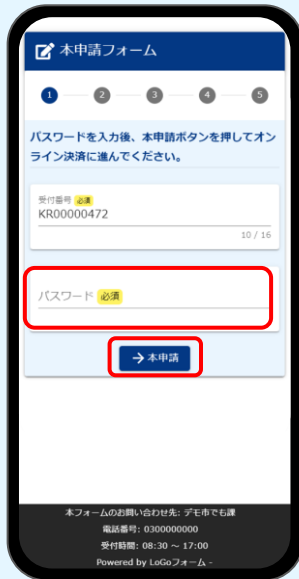 本申請フォーム
1 2 3 4 5
パスワードを入力後、本申請ボタンを押してオン
ライン決済に進んでください。
受付番号 必須
KR00000472
10 / 16
パスワード 必須
→本申請
本フォームのお問い合わせ先: デモ市でも課
電話番号: 0300000000
受付時間: 08:30 ～ 17:00
Powered by LoGoフォーム -